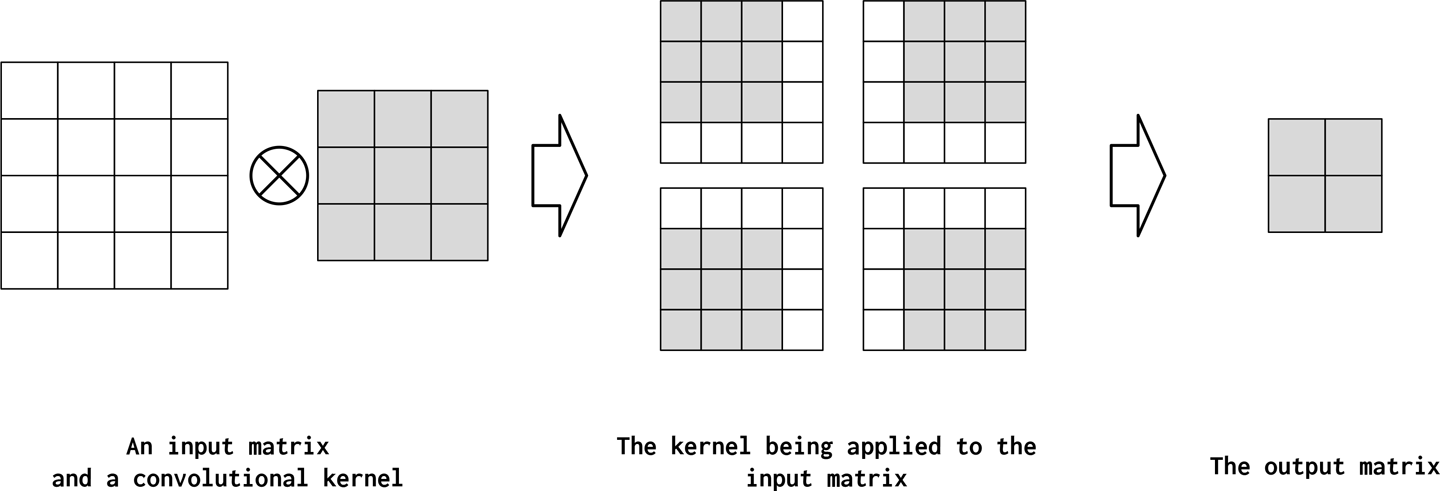 An input matrix
and a convolutional kernel
The kernel being applied to the
input matrix
The output matrix